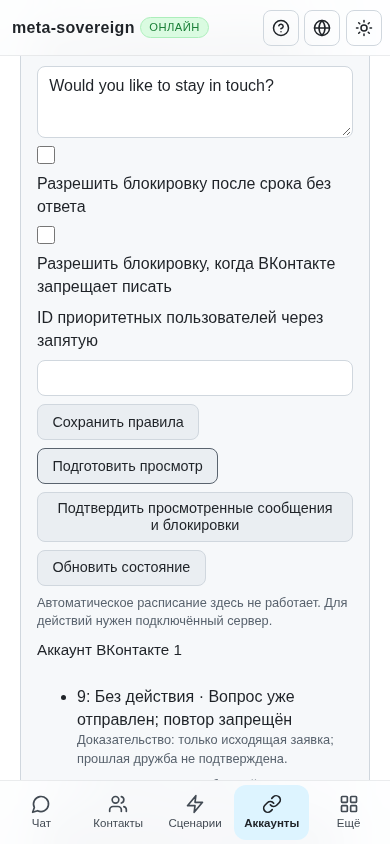 meta-sovereign ОНЛАЙН
Would you like to stay in touch?
Разрешить блокировку после срока без
ответа
Разрешить блокировку, когда ВКонтакте
запрещает писать
ID приоритетных пользователей через
запятую
Сохранить правила
Подготовить просмотр
Подтвердить просмотренные сообщения
и блокировки
Обновить состояние
Автоматическое расписание здесь не работает. Для
действий нужен подключённый сервер.
Аккаунт ВКонтакте 1
• 9: Без действия · Вопрос уже
отправлен; повтор запрещён
Доказательство: только исходящая заявка;
прошлая дружба не подтверждена.
Чат Контакты Сценарии Аккаунты Ещё